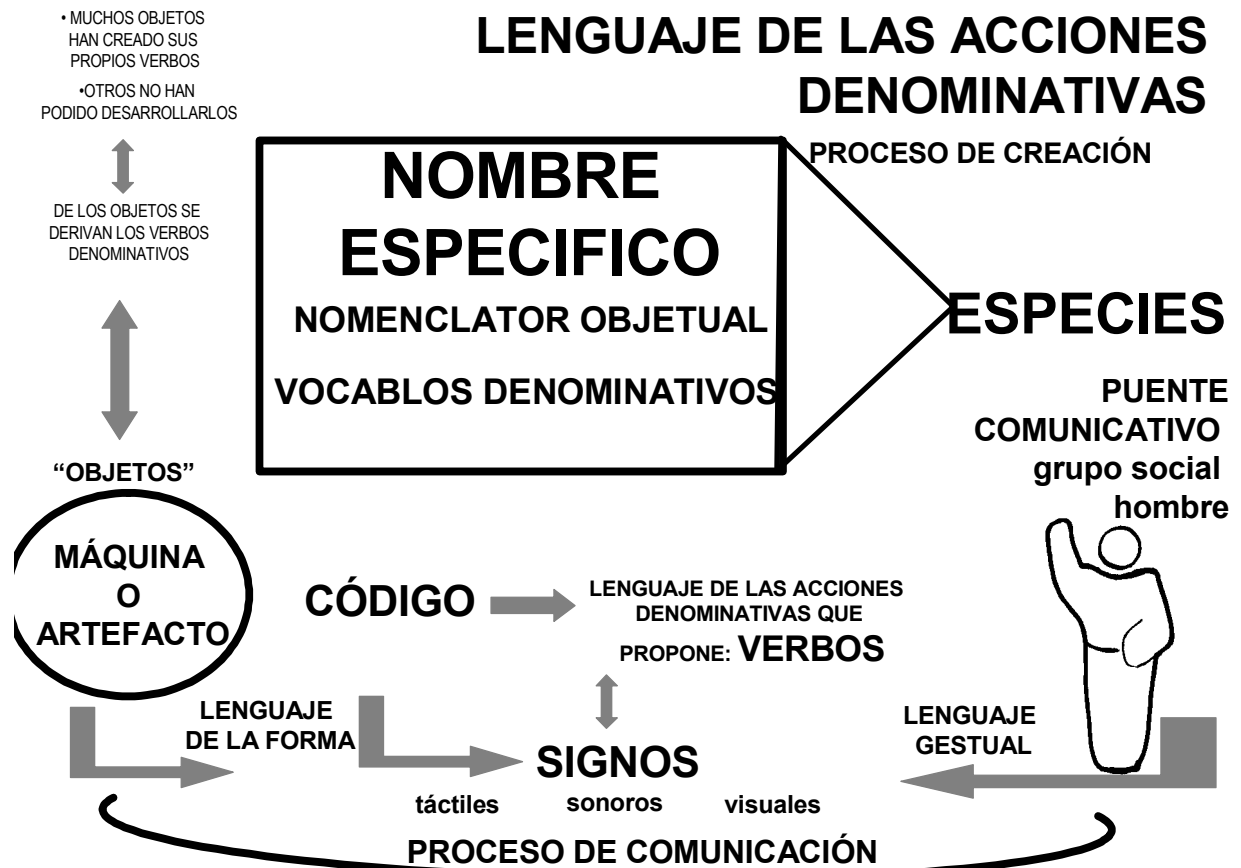 • MUCHOS OBJETOS
HAN CREADO SUS
PROPIOS VERBOS
•OTROS NO HAN
PODIDO DESARROLLARLOS
DE LOS OBJETOS SE
DERIVAN LOS VERBOS
DENOMINATIVOS
LENGUAJE DE LAS ACCIONES
DENOMINATIVAS
PROCESO DE CREACIÓN
NOMBRE
ESPECIFICO
NOMENCLATOR OBJETUAL
VOCABLOS DENOMINATIVOS
ESPECIES
PUENTE
COMUNICATIVO
grupo social
hombre
“OBJETOS”
MÁQUINA
O
ARTEFACTO
CÓDIGO
LENGUAJE DE LAS ACCIONES
DENOMINATIVAS QUE
PROPONE: VERBOS
LENGUAJE
DE LA FORMA
SIGNOS
táctiles sonoros visuales
LENGUAJE
GESTUAL
PROCESO DE COMUNICACIÓN